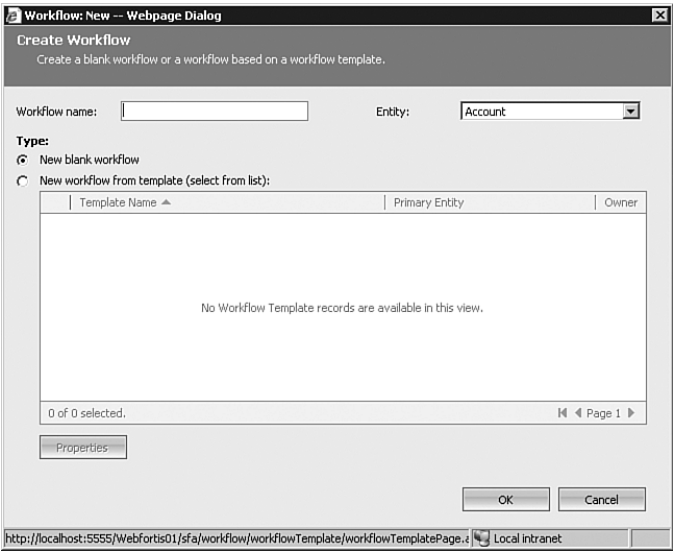 Workflow: New -- Webpage Dialog
Create Workflow
Create a blank workflow or a workflow based on a workflow template.
Workflow name: Entity: Account
Type:
New blank workflow
New workflow from template (select from list):
Template Name Primary Entity Owner
No Workflow Template records are available in this view.
0 of 0 selected. Page 1
Properties
OK Cancel
http://localhost:5555/Webfortis01/sfa/workflow/workflowTemplate/workflowTemplatePage.a Local intranet